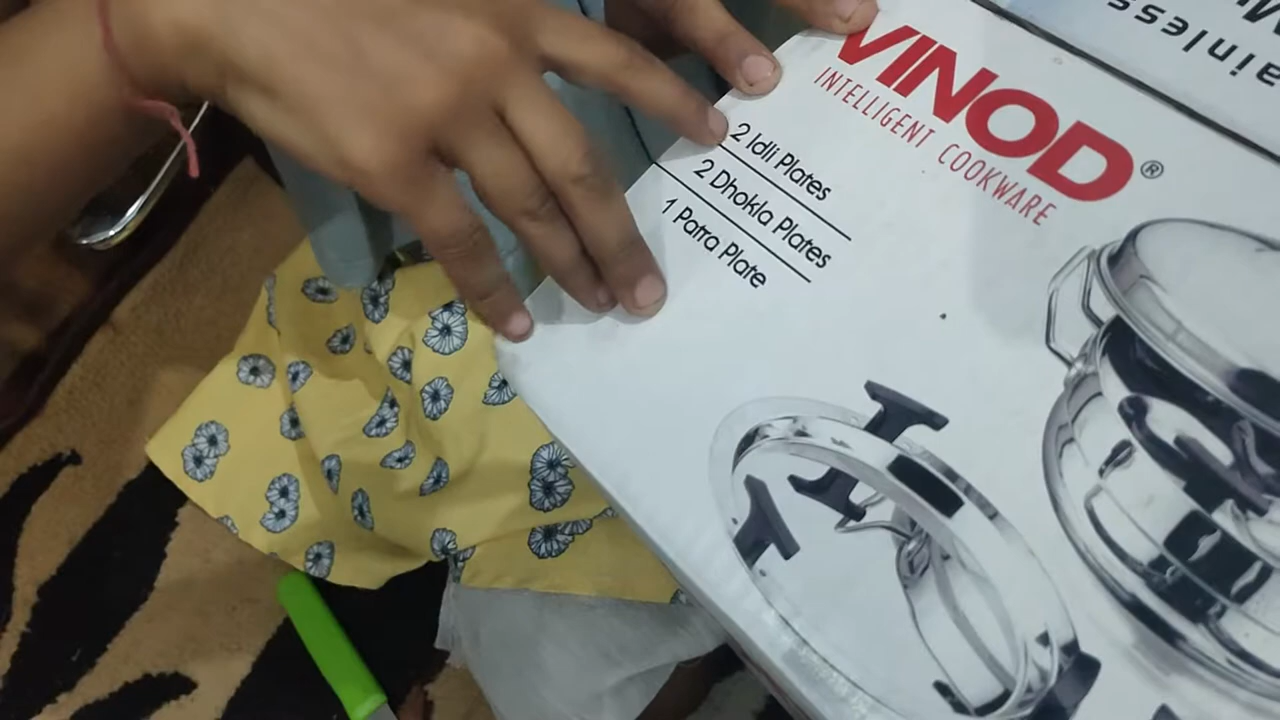 VINOD®
INTELLIGENT COOKWARE
2 Idli Plates
2 Dhokla Plates
1 Patra Plate